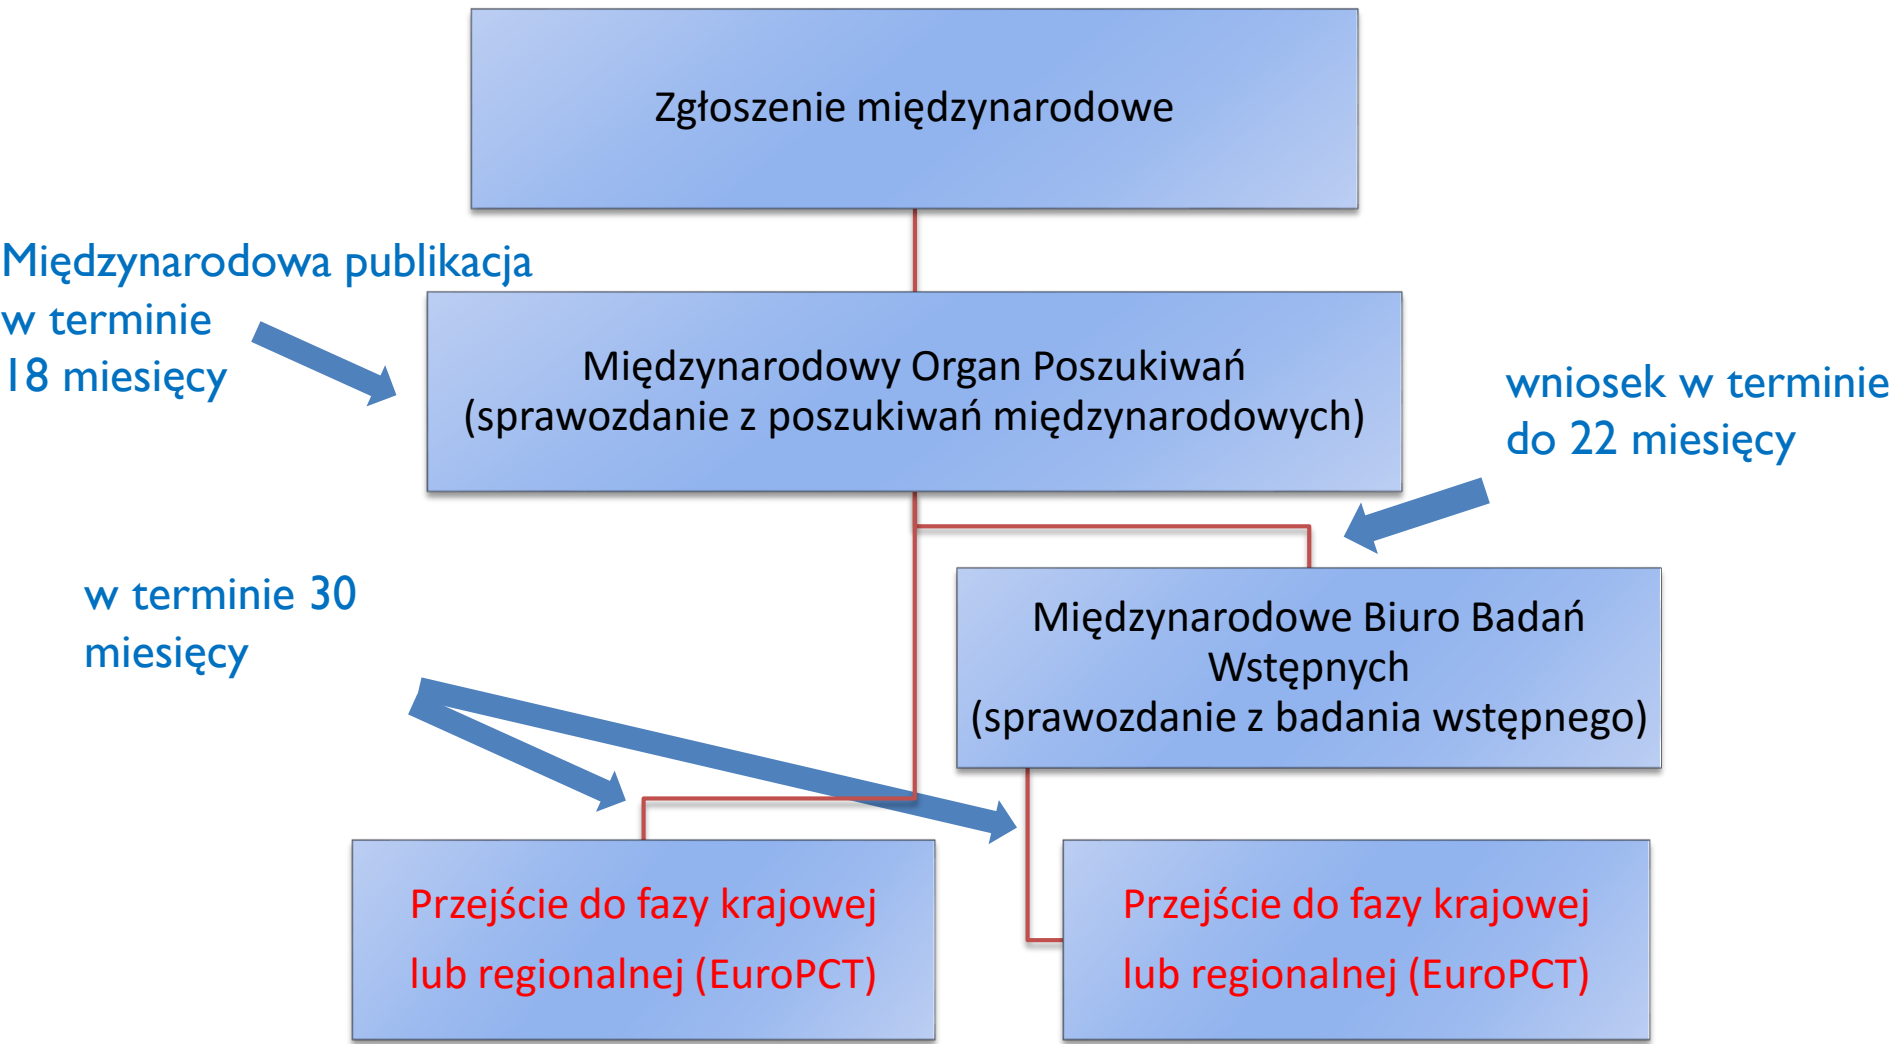 Zgłoszenie międzynarodowe
Międzynarodowa publikacja
w terminie
18 miesięcy
Międzynarodowy Organ Poszukiwań
(sprawozdanie z poszukiwań międzynarodowych)
wniosek w terminie
do 22 miesięcy
w terminie 30
miesięcy
Międzynarodowe Biuro Badań
Wstępnych
(sprawozdanie z badania wstępnego)
Przejście do fazy krajowej
lub regionalnej (EuroPCT)
Przejście do fazy krajowej
lub regionalnej (EuroPCT)